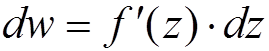 dw = f′(z)·dz